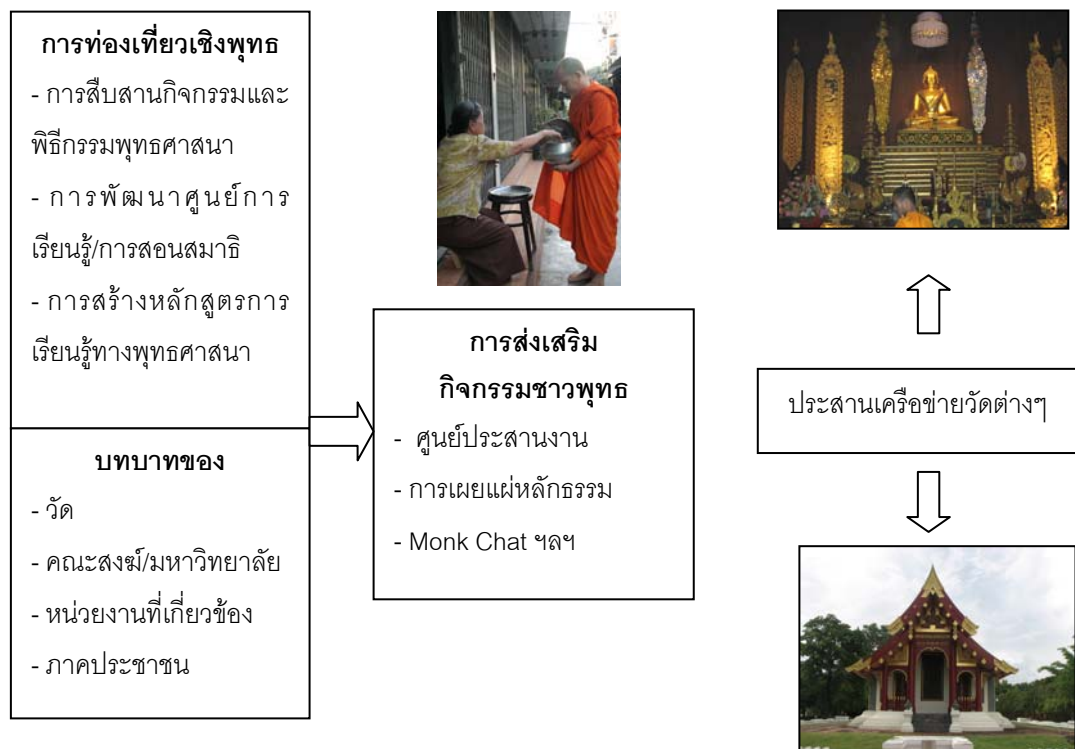 การท่องเที่ยวเชิงพุทธ
- การสืบสานกิจกรรมและ
พิธีกรรมพุทธศาสนา
- การพัฒนาศูนย์การ
เรียนรู้/การสอนสมาธิ
- การสร้างหลักสูตรการ
เรียนรู้ทางพุทธศาสนา
บทบาทของ
- วัด
- คณะสงฆ์/มหาวิทยาลัย
- หน่วยงานที่เกี่ยวข้อง
- ภาคประชาชน
การส่งเสริม
กิจกรรมชาวพุทธ
- ศูนย์ประสานงาน
- การเผยแผ่หลักธรรม
- Monk Chat ฯลฯ
ประสานเครือข่ายวัดต่างๆ